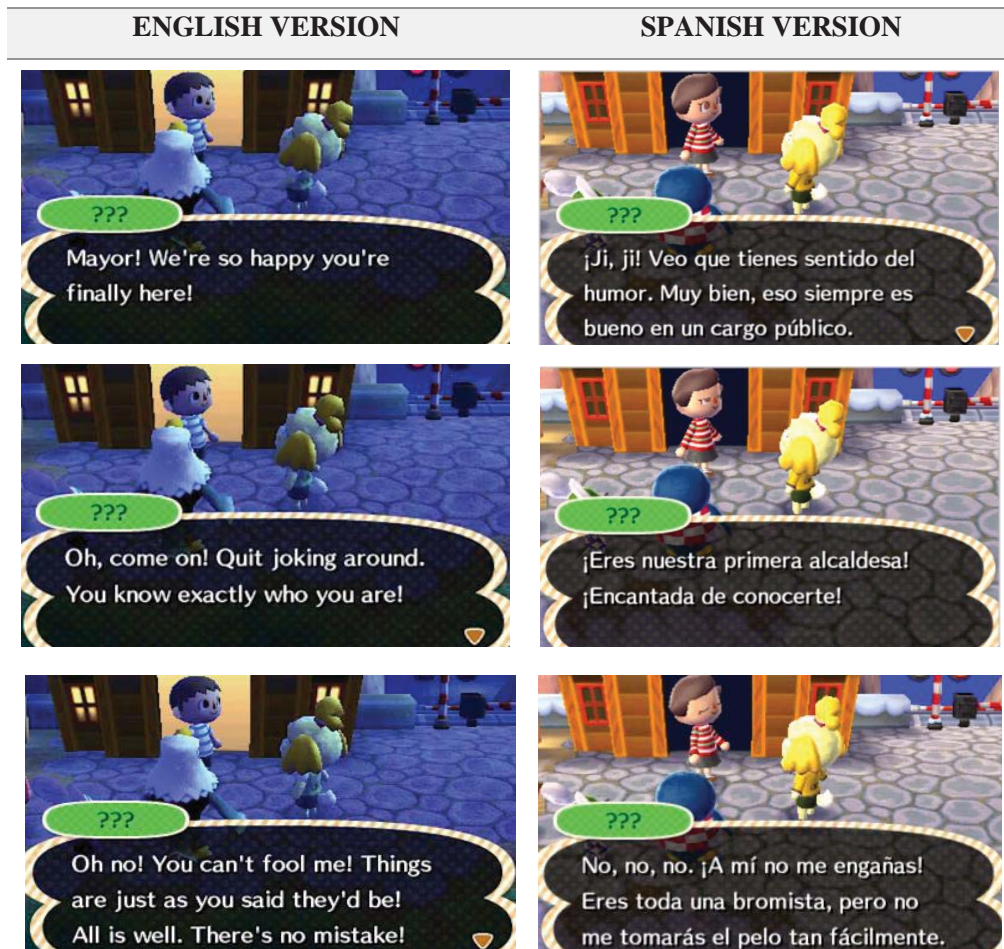 ENGLISH VERSION
SPANISH VERSION
???
Mayor! We're so happy you're
finally here!
???
¡Ji, ji! Veo que tienes sentido del
humor. Muy bien, eso siempre es
bueno en un cargo público.
???
Oh, come on! Quit joking around.
You know exactly who you are!
???
¡Eres nuestra primera alcaldesa!
¡Encantada de conocerte!
???
Oh no! You can't fool me! Things
are just as you said they'd be!
All is well. There's no mistake!
???
No, no, no. ¡A mí no me engañas!
Eres toda una bromista, pero no
me tomarás el pelo tan fácilmente.